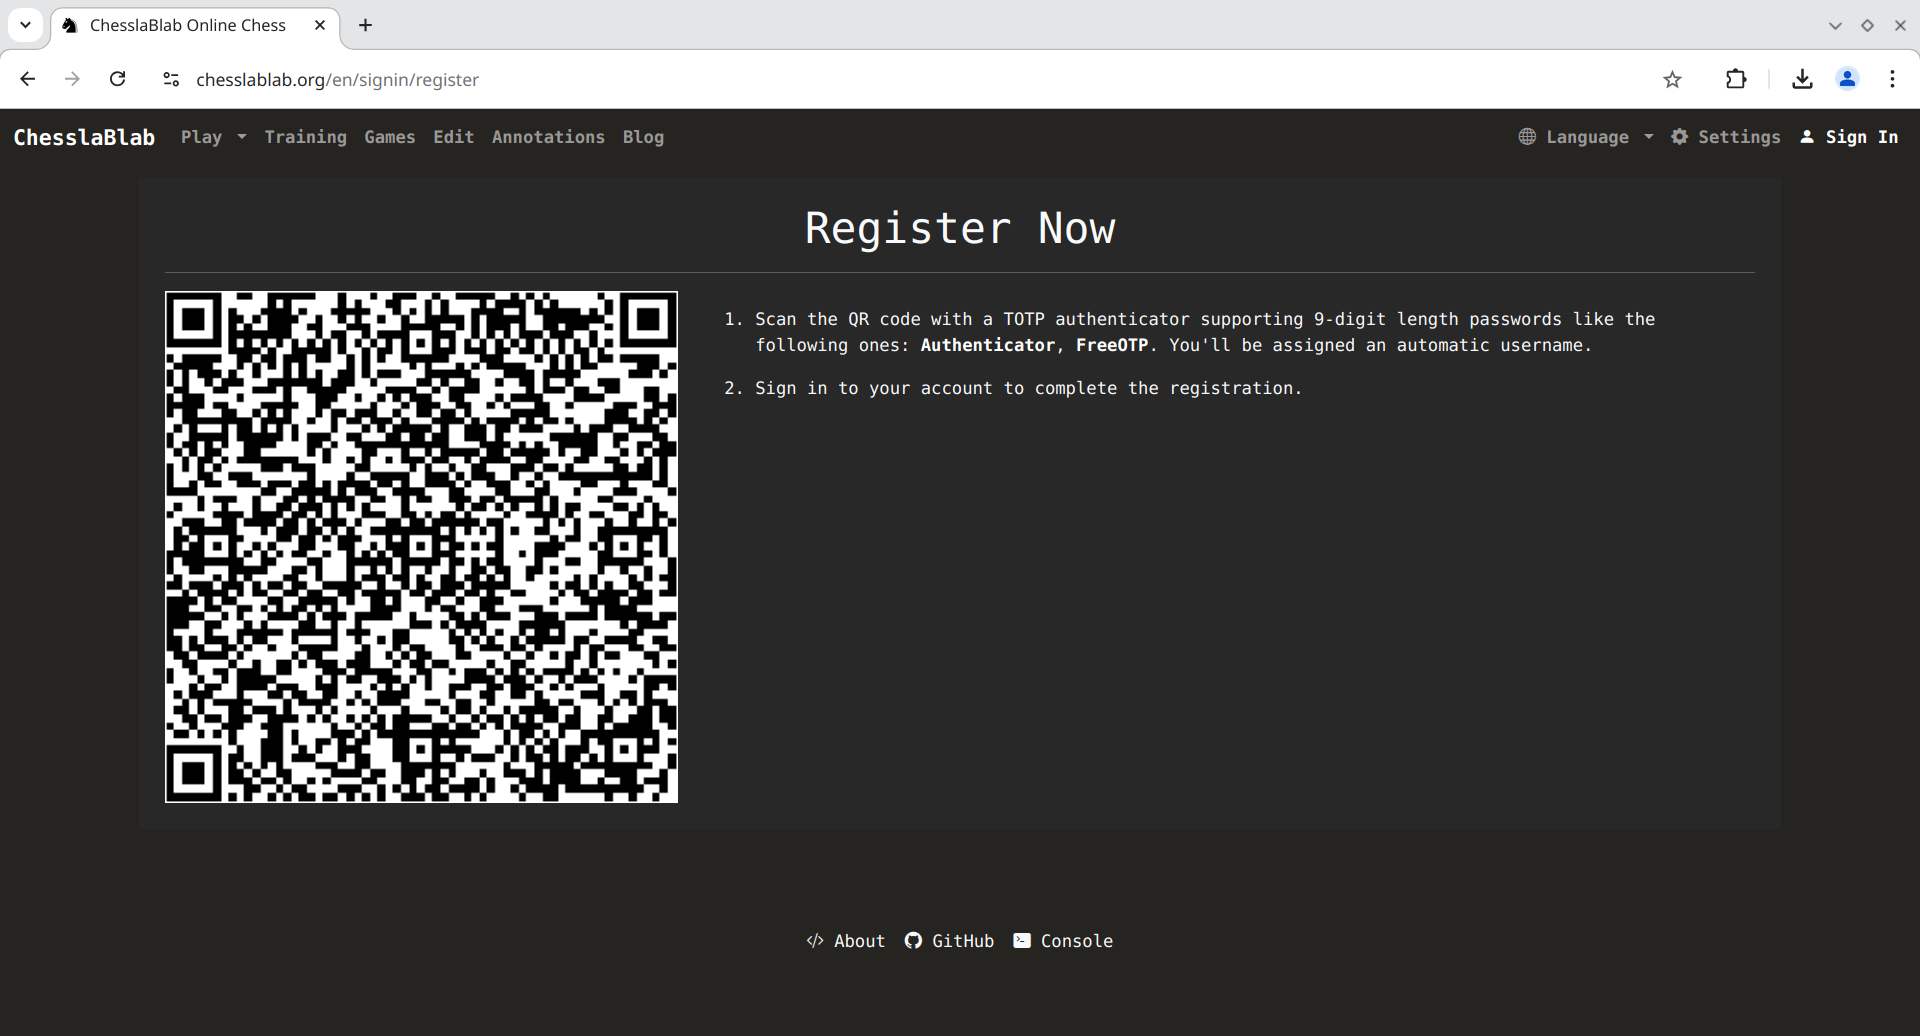 ChesslaBlab Online Chess
chesslablab.org/en/signin/register
ChesslaBlab Play Training Games Edit Annotations Blog Language Settings Sign In
Register Now
1. Scan the QR code with a TOTP authenticator supporting 9-digit length passwords like the
following ones: Authenticator, FreeOTP. You'll be assigned an automatic username.
2. Sign in to your account to complete the registration.
About GitHub Console